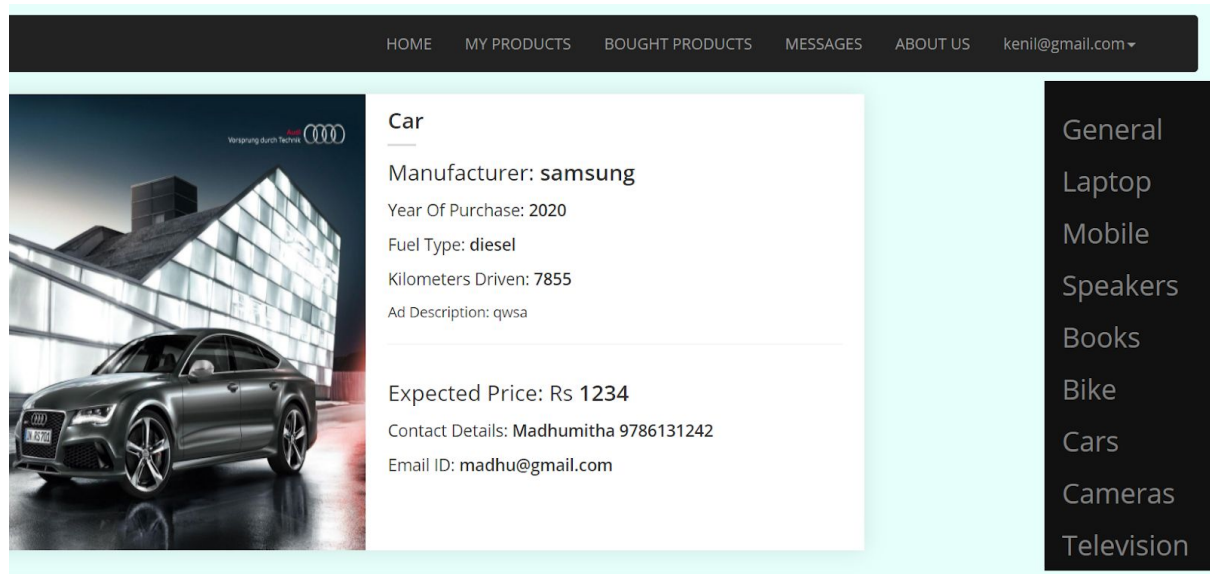 HOME MY PRODUCTS BOUGHT PRODUCTS MESSAGES ABOUT US kenil@gmail.com
Audi
Vorsprung durch Technik
Car
Manufacturer: samsung
Year Of Purchase: 2020
Fuel Type: diesel
Kilometers Driven: 7855
Ad Description: qwsa
Expected Price: Rs 1234
Contact Details: Madhumitha 9786131242
Email ID: madhu@gmail.com
General
Laptop
Mobile
Speakers
Books
Bike
Cars
Cameras
Television